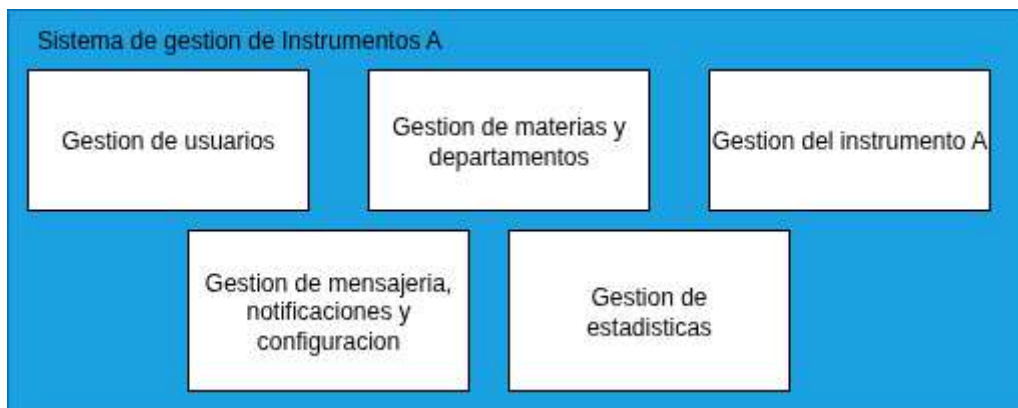 Sistema de gestion de Instrumentos A
Gestion de usuarios
Gestion de materias y
departamentos
Gestion del instrumento A
Gestion de mensajeria,
notificaciones y
configuracion
Gestion de
estadisticas